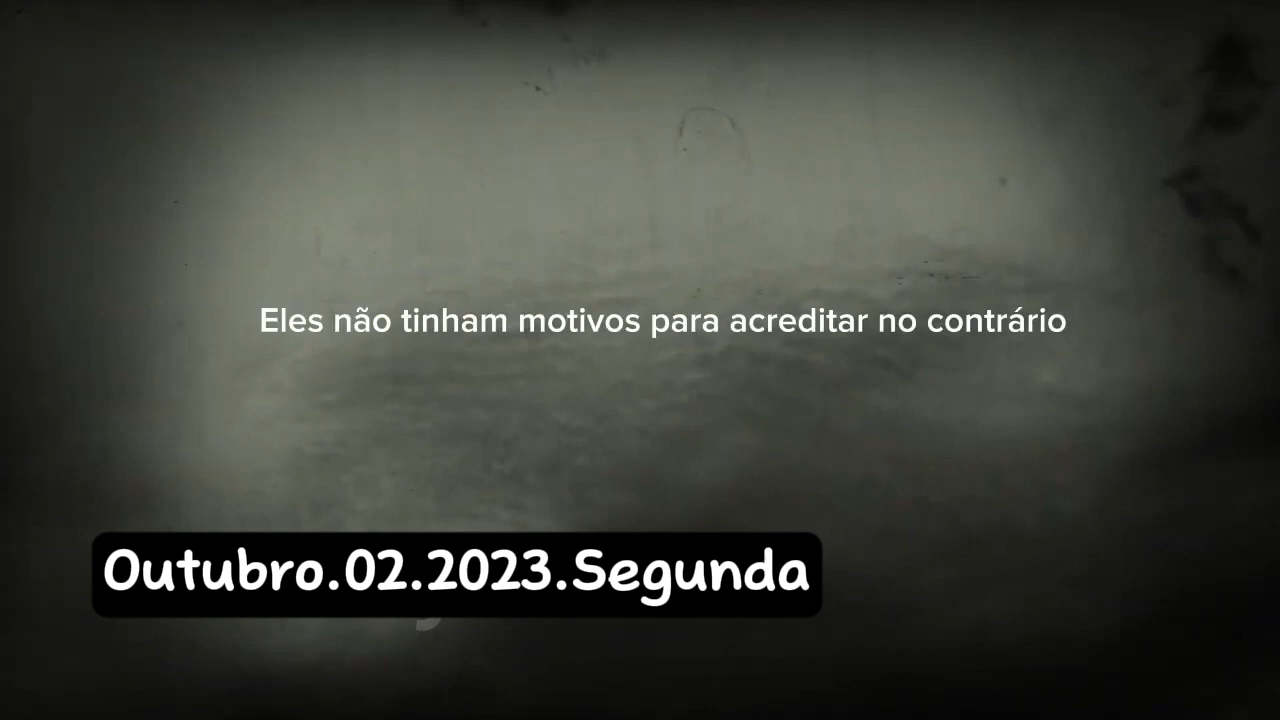 Eles não tinham motivos para acreditar no contrário
Outubro.02.2023.Segunda